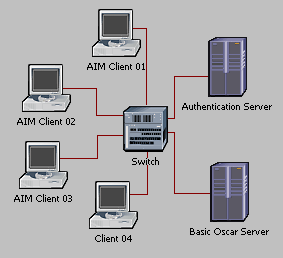 AIM Client 01
AIM Client 02
Authentication Server
Switch
AIM Client 03
Client 04
Basic Oscar Server